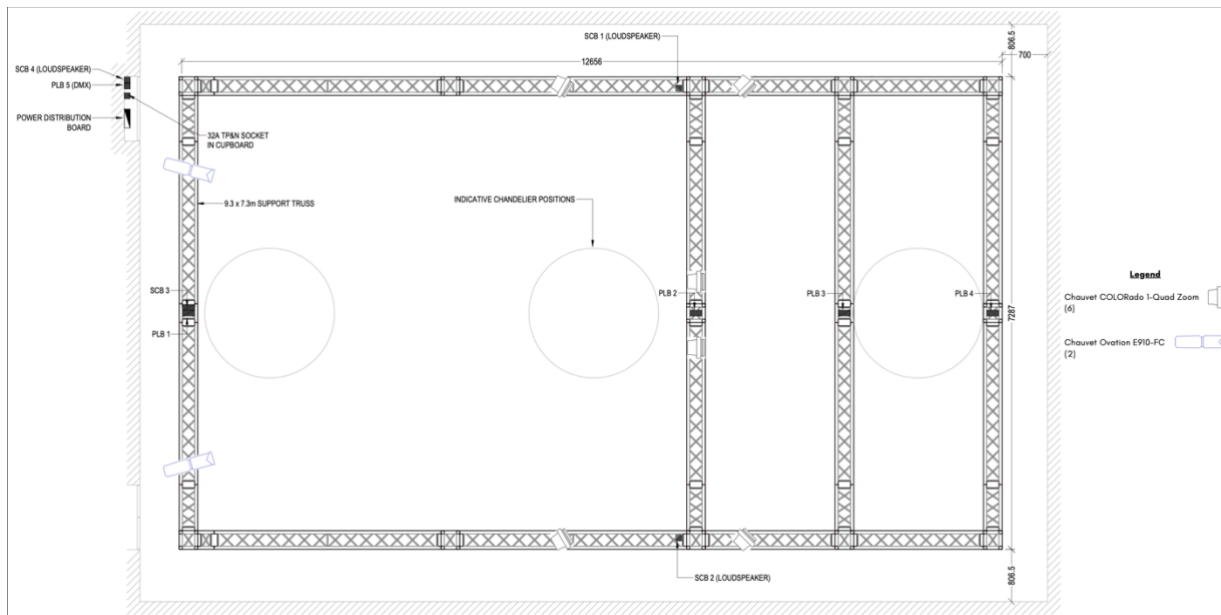 SCB 1 (LOUDSPEAKER)
806.5
700
12656
SCB 4 (LOUDSPEAKER)
PLB 5 (DMX)
POWER DISTRIBUTION
BOARD
32A TP&N SOCKET
IN CUPBOARD
9.3 x 7.3m SUPPORT TRUSS
INDICATIVE CHANDELIER POSITIONS
SCB 3
PLB 1
PLB 2
PLB 3
PLB 4
7287
Legend
Chauvet COLORado 1-Quad Zoom
(6)
Chauvet Ovation E910-FC
(2)
SCB 2 (LOUDSPEAKER)
806.5